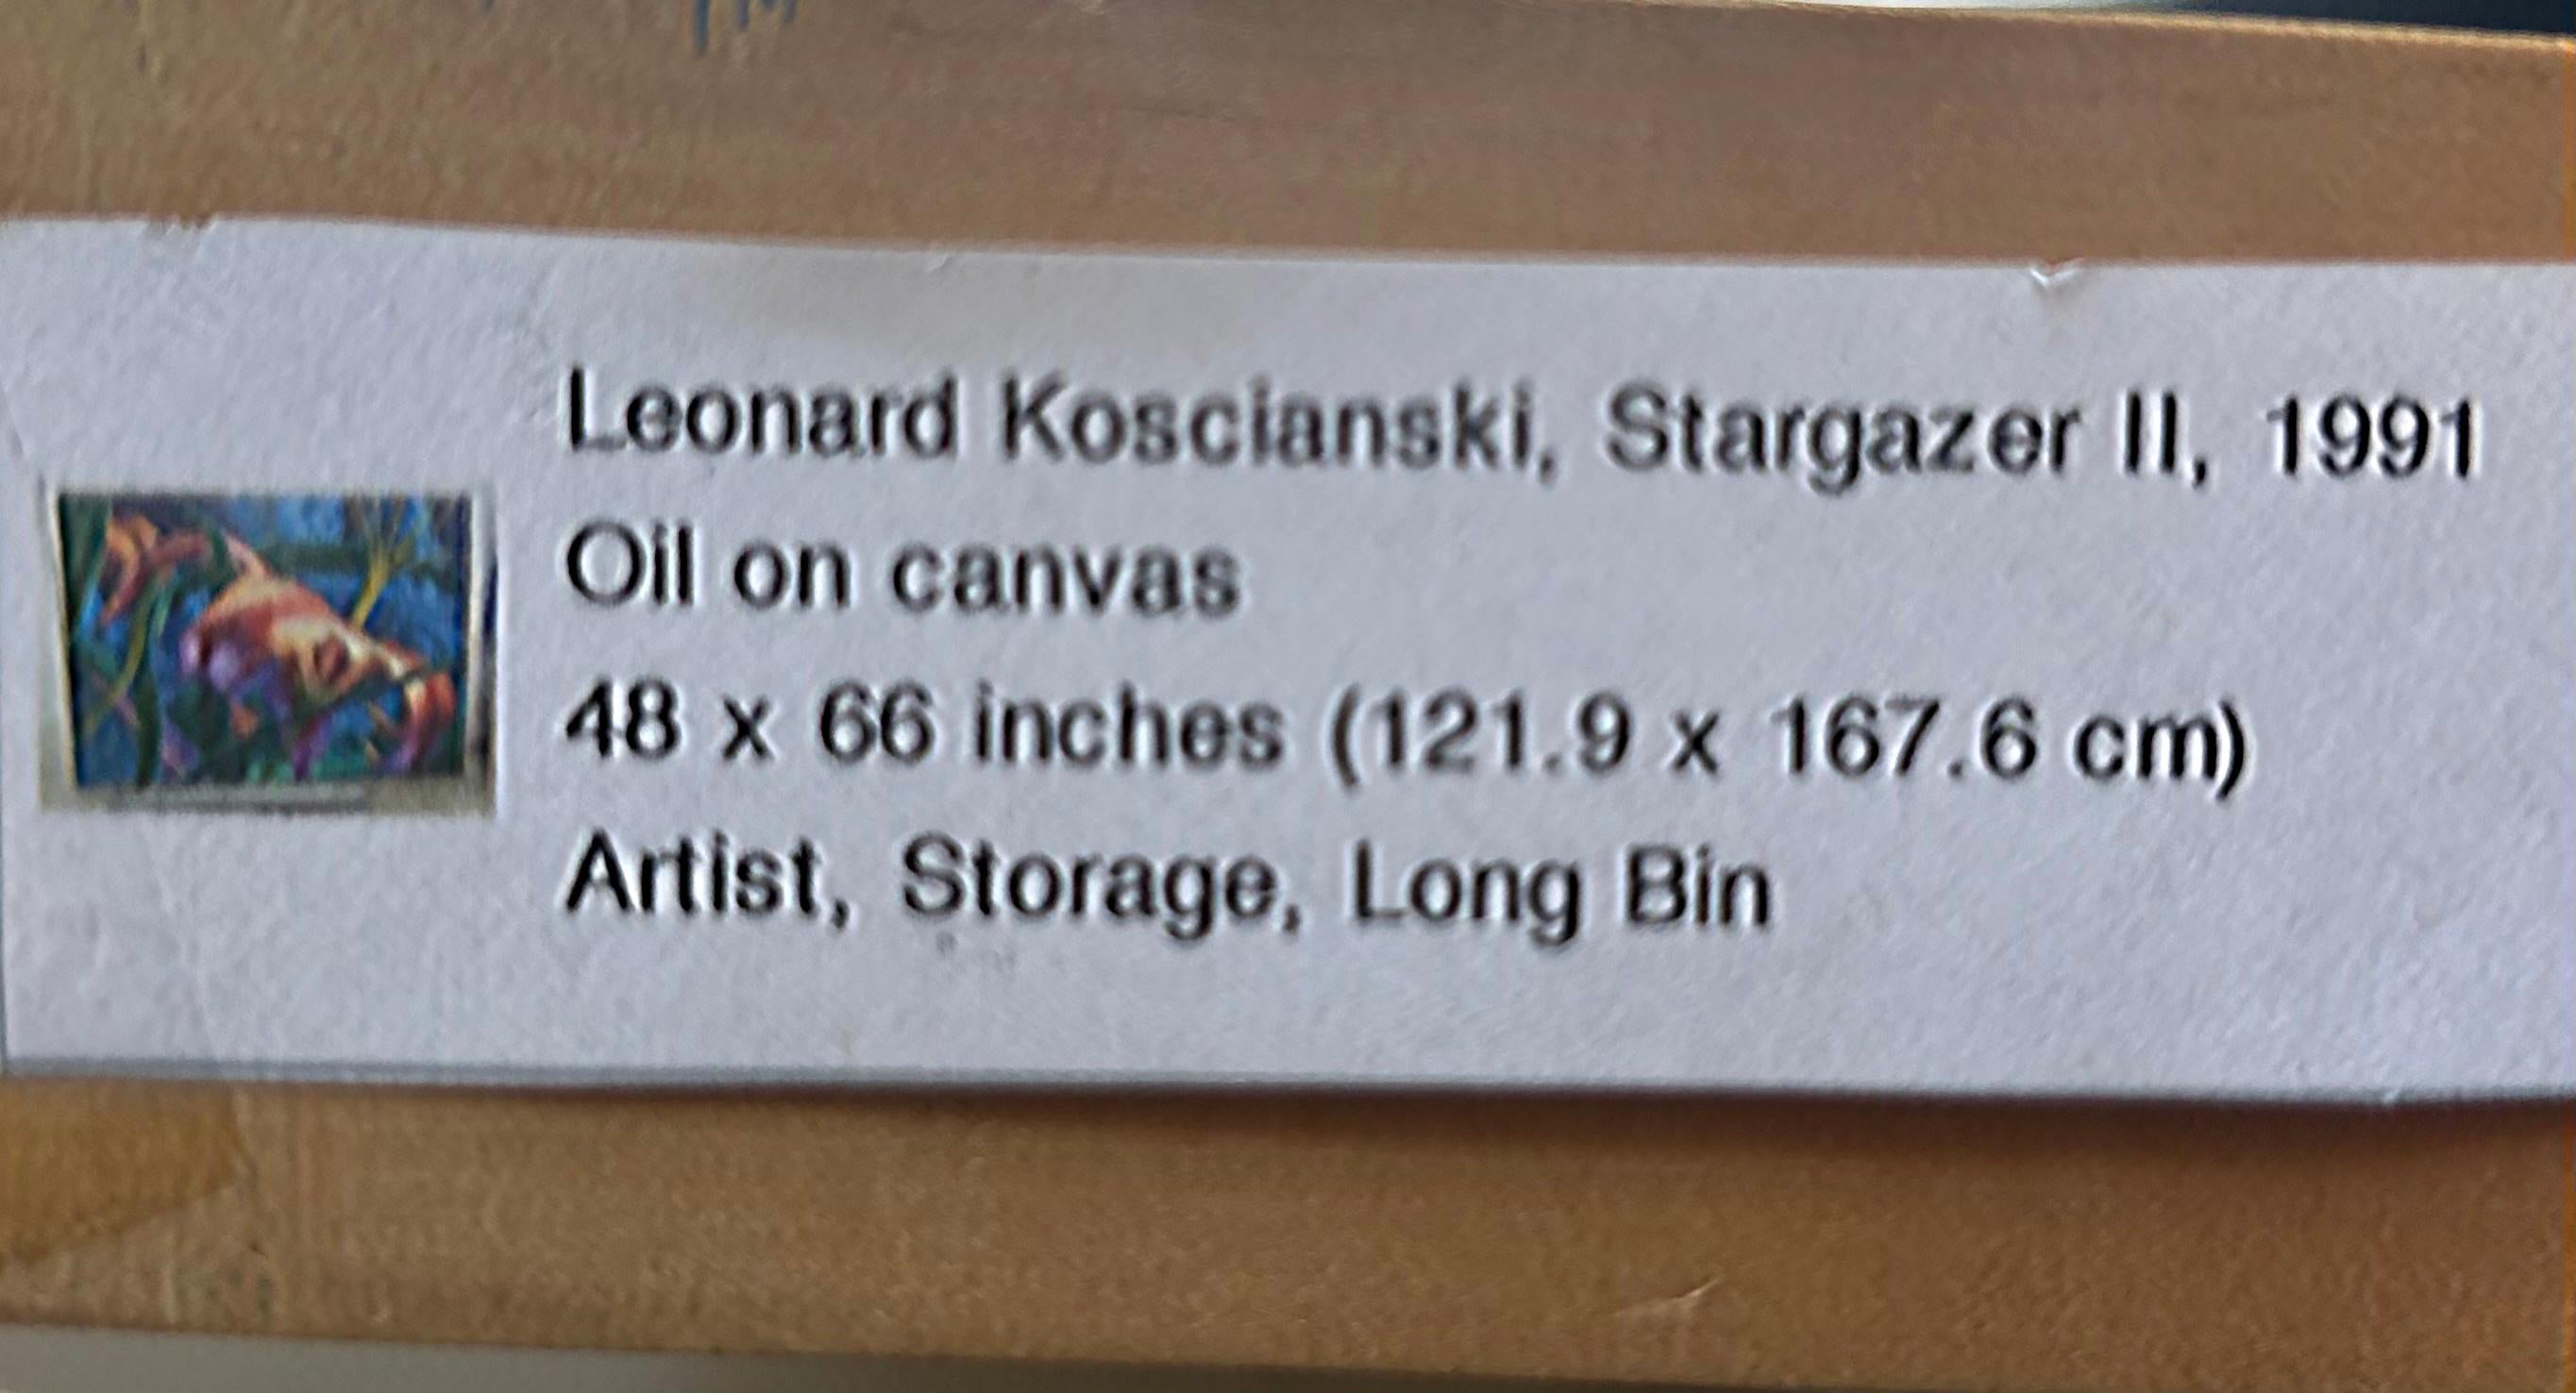 Leonard Koscianski, Stargazer II, 1991
Oil on canvas
48 x 66 inches (121.9 x 167.6 cm)
Artist, Storage, Long Bin